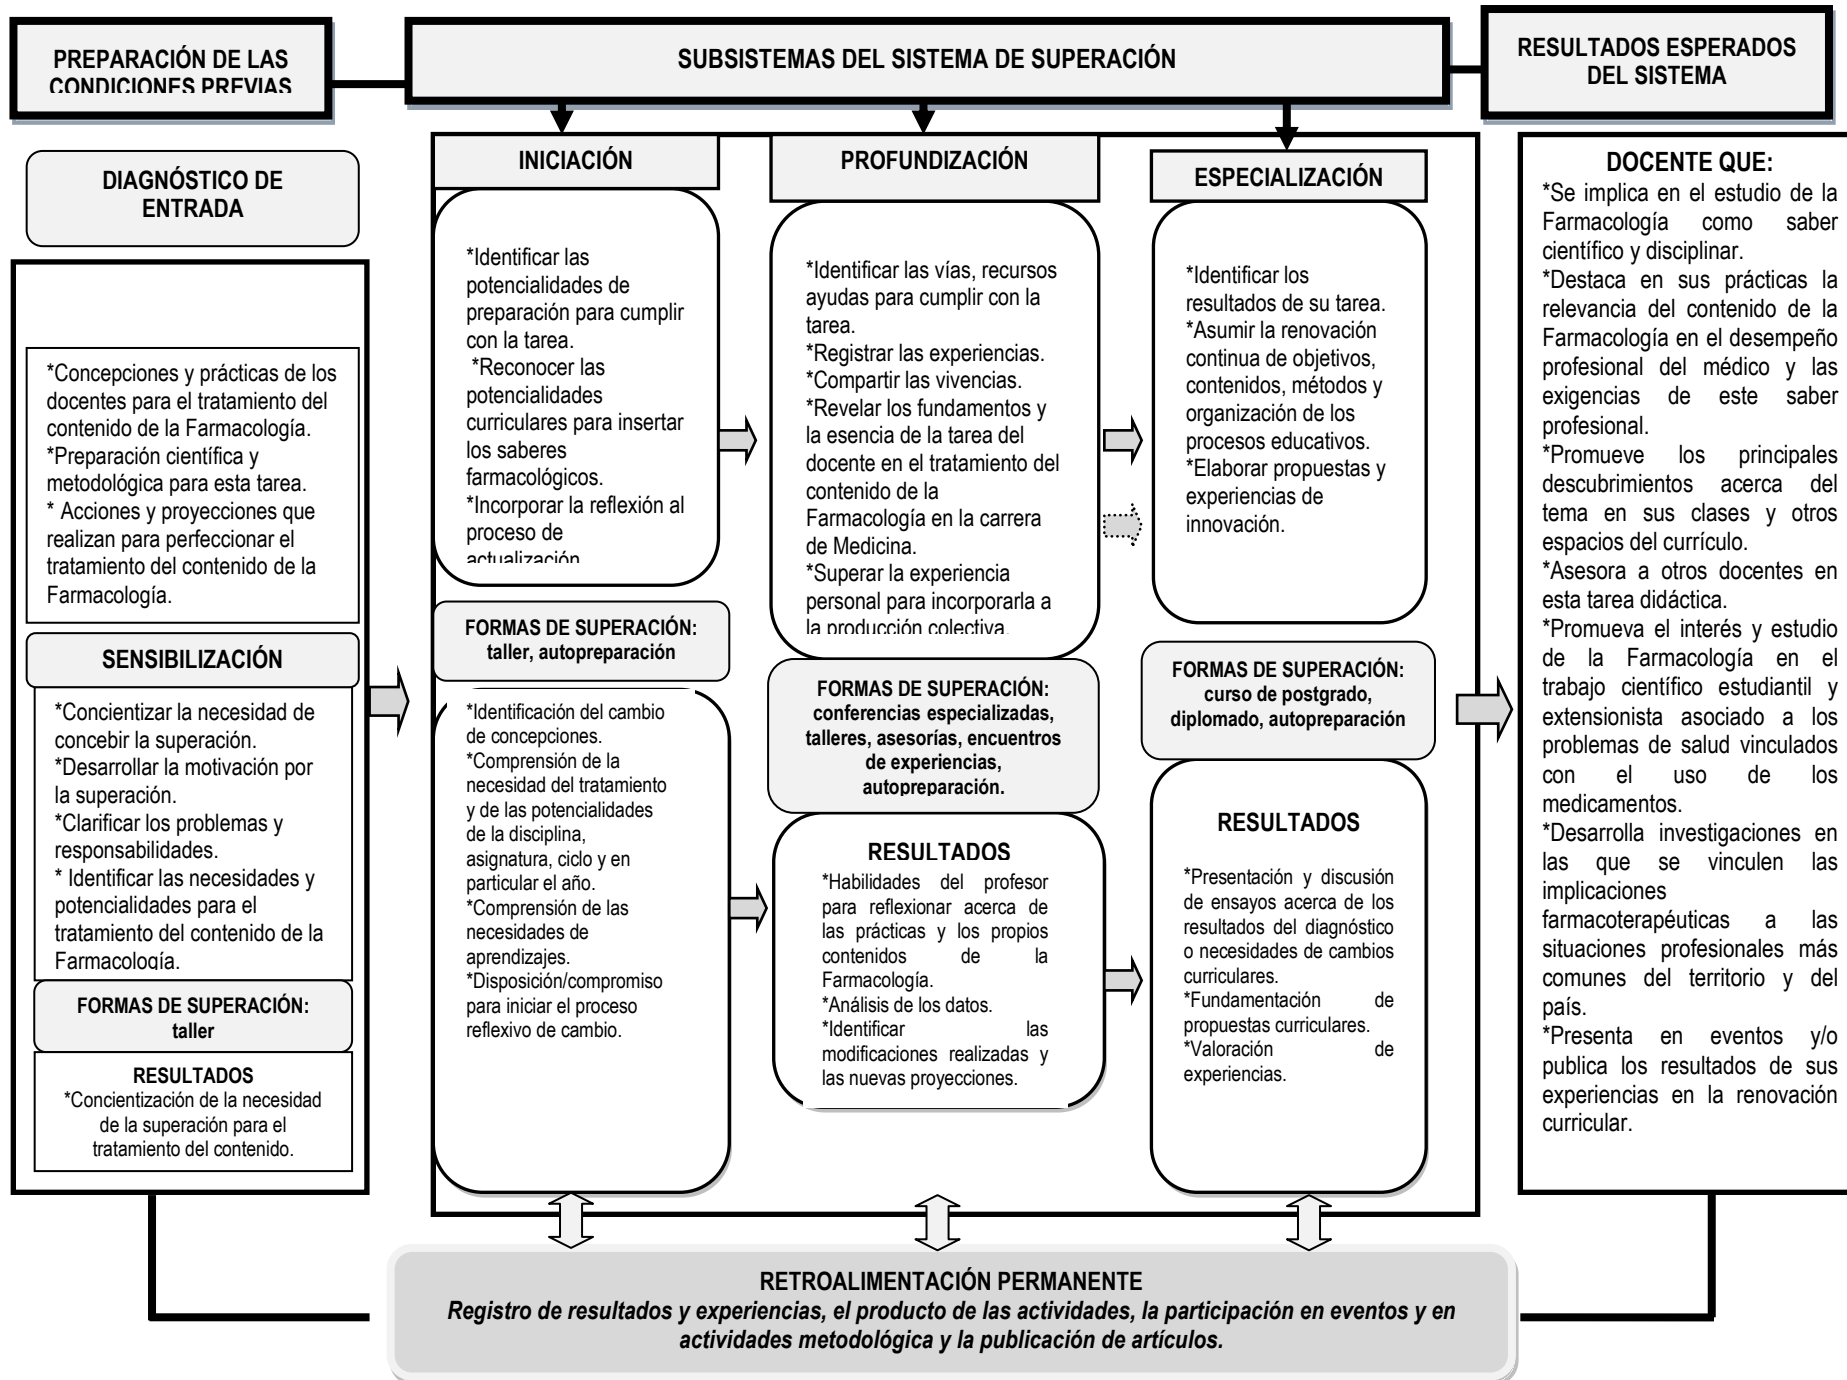 PREPARACIÓN DE LAS
CONDICIONES PREVIAS
SUBSISTEMAS DEL SISTEMA DE SUPERACIÓN
RESULTADOS ESPERADOS
DEL SISTEMA
DIAGNÓSTICO DE
ENTRADA
*Concepciones y prácticas de los
docentes para el tratamiento del
contenido de la Farmacología.
*Preparación científica y
metodológica para esta tarea.
* Acciones y proyecciones que
realizan para perfeccionar el
tratamiento del contenido de la
Farmacología.
SENSIBILIZACIÓN
*Concientizar la necesidad de
concebir la superación.
*Desarrollar la motivación por
la superación.
*Clarificar los problemas y
responsabilidades.
* Identificar las necesidades y
potencialidades para el
tratamiento del contenido de la
Farmacología.
FORMAS DE SUPERACIÓN:
taller
RESULTADOS
*Concientización de la necesidad
de la superación para el
tratamiento del contenido.
INICIACIÓN
*Identificar las
potencialidades de
preparación para cumplir
con la tarea.
*Reconocer las
potencialidades
curriculares para insertar
los saberes
farmacológicos.
*Incorporar la reflexión al
proceso de
actualización
FORMAS DE SUPERACIÓN:
taller, autopreparación
*Identificación del cambio
de concepciones.
*Comprensión de la
necesidad del tratamiento
y de las potencialidades
de la disciplina,
asignatura, ciclo y en
particular el año.
*Comprensión de las
necesidades de
aprendizajes.
*Disposición/compromiso
para iniciar el proceso
reflexivo de cambio.
PROFUNDIZACIÓN
*Identificar las vías, recursos
ayudas para cumplir con la
tarea.
*Registrar las experiencias.
*Compartir las vivencias.
*Revelar los fundamentos y
la esencia de la tarea del
docente en el tratamiento del
contenido de la
Farmacología en la carrera
de Medicina.
*Superar la experiencia
personal para incorporarla a
la producción colectiva.
FORMAS DE SUPERACIÓN:
conferencias especializadas,
talleres, asesorías, encuentros
de experiencias,
autopreparación.
RESULTADOS
*Habilidades del profesor
para reflexionar acerca de
las prácticas y los propios
contenidos de la
Farmacología.
*Análisis de los datos.
*Identificar las
modificaciones realizadas y
las nuevas proyecciones.
ESPECIALIZACIÓN
*Identificar los
resultados de su tarea.
*Asumir la renovación
continua de objetivos,
contenidos, métodos y
organización de los
procesos educativos.
*Elaborar propuestas y
experiencias de
innovación.
FORMAS DE SUPERACIÓN:
curso de postgrado,
diplomado, autopreparación
RESULTADOS
*Presentación y discusión
de ensayos acerca de los
resultados del diagnóstico
o necesidades de cambios
curriculares.
*Fundamentación de
propuestas curriculares.
*Valoración de
experiencias.
DOCENTE QUE:
*Se implica en el estudio de la
Farmacología como saber
científico y disciplinar.
*Destaca en sus prácticas la
relevancia del contenido de la
Farmacología en el desempeño
profesional del médico y las
exigencias de este saber
profesional.
*Promueve los principales
descubrimientos acerca del
tema en sus clases y otros
espacios del currículo.
*Asesora a otros docentes en
esta tarea didáctica.
*Promueva el interés y estudio
de la Farmacología en el
trabajo científico estudiantil y
extensionista asociado a los
problemas de salud vinculados
con el uso de los
medicamentos.
*Desarrolla investigaciones en
las que se vinculen las
implicaciones
farmacoterapéuticas a las
situaciones profesionales más
comunes del territorio y del
país.
*Presenta en eventos y/o
publica los resultados de sus
experiencias en la renovación
curricular.
RETROALIMENTACIÓN PERMANENTE
Registro de resultados y experiencias, el producto de las actividades, la participación en eventos y en
actividades metodológica y la publicación de artículos.